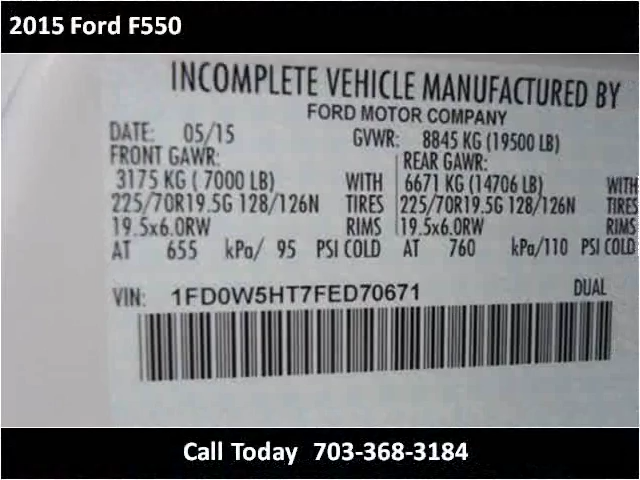 2015 Ford F550
INCOMPLETE VEHICLE MANUFACTURED BY
FORD MOTOR COMPANY
DATE: 05/15 GVWR: 8845 KG (19500 LB)
FRONT GAWR: REAR GAWR:
3175 KG ( 7000 LB) WITH 6671 KG (14706 LB) WITH
225/70R19.5G 128/126N TIRES 225/70R19.5G 128/126N TIRES
19.5x6.0RW RIMS 19.5x6.0RW RIMS
AT 655 kPa/ 95 PSI COLD AT 760 kPa/110 PSI COLD
VIN: 1FD0W5HT7FED70671 DUAL
Call Today 703-368-3184